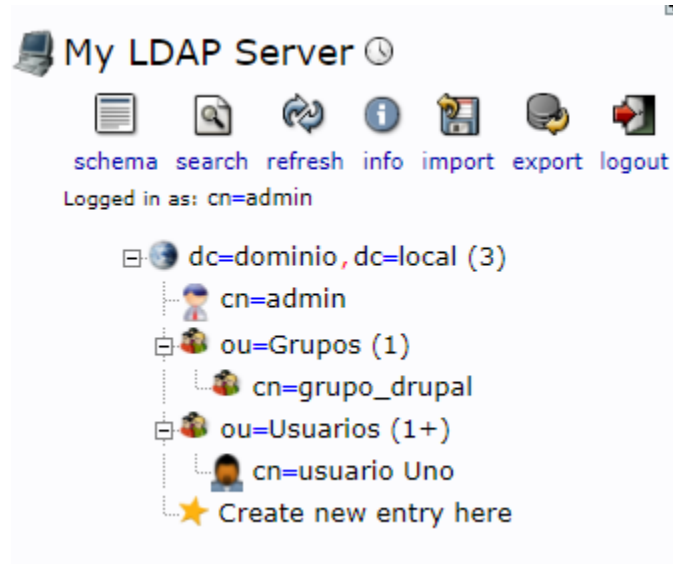 My LDAP Server
schema search refresh info import export logout
Logged in as: cn=admin
dc=dominio,dc=local (3)
cn=admin
ou=Grupos (1)
cn=grupo_drupal
ou=Usuarios (1+)
cn=usuario Uno
Create new entry here